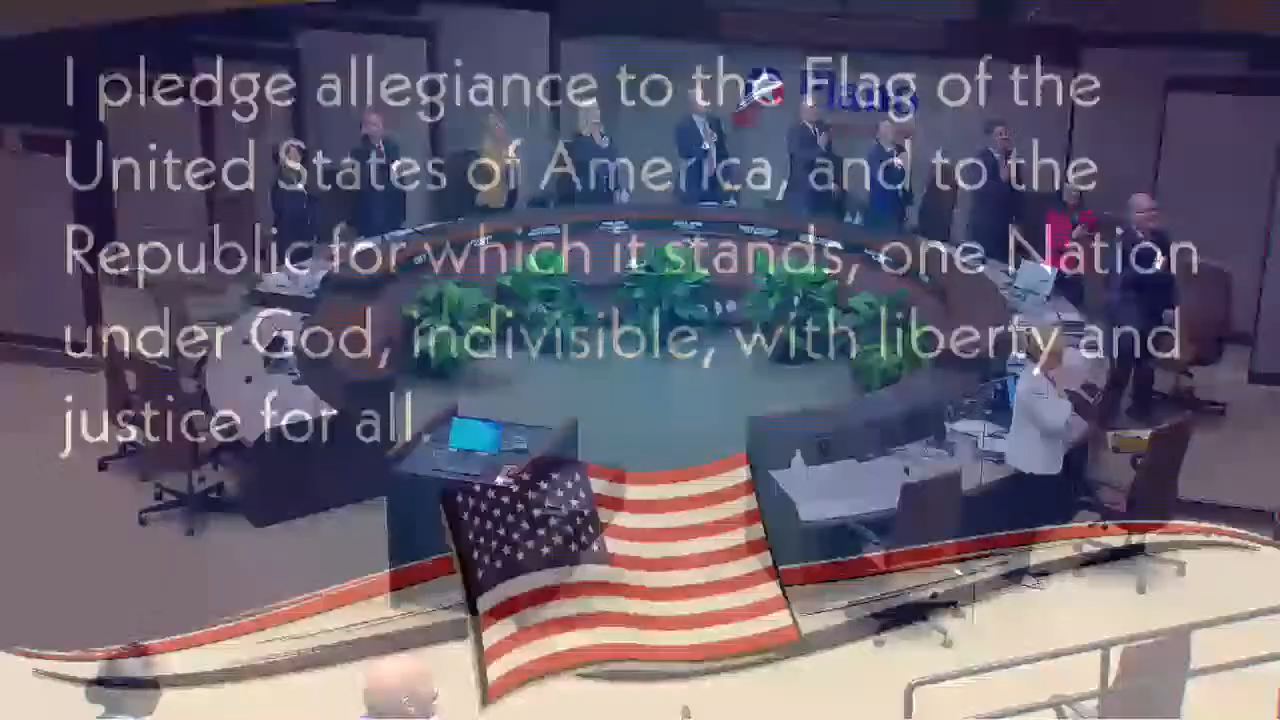 I pledge allegiance to the Flag of the
United States of America, and to the
Republic for which it stands, one Nation
under God, indivisible, with liberty and
justice for all.
Plano